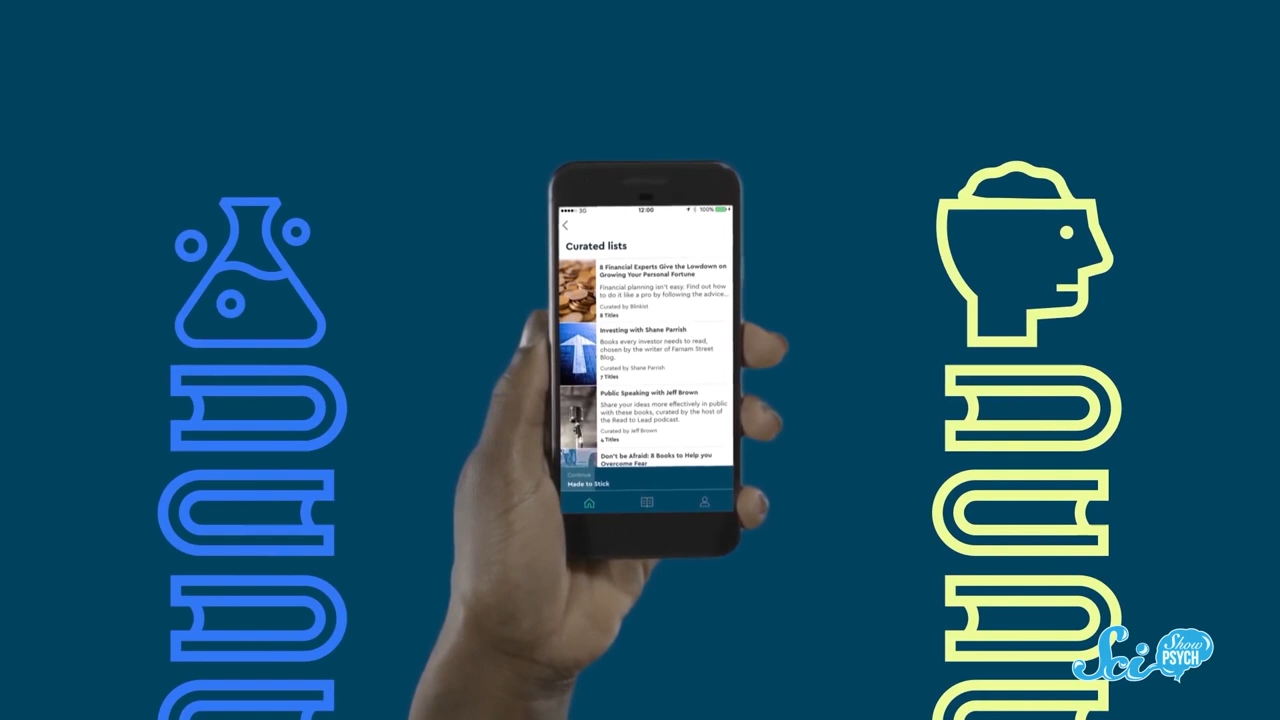 5G 12:00 100%
Curated lists
8 Financial Experts Give the Lowdown on
Growing Your Personal Fortune
Financial planning isn't easy. Find out how
to do it like a pro by following the advice...
Curated by Blinkist
8 Titles
Investing with Shane Parrish
Books every investor needs to read,
chosen by the writer of Farnam Street
Blog.
Curated by Shane Parrish
7 Titles
Public Speaking with Jeff Brown
Share your ideas more effectively in public
with these books, curated by the host of
the Read to Lead podcast.
Curated by Jeff Brown
4 Titles
Don't be Afraid: 8 Books to Help you
Overcome Fear
Continue
Made to Stick
Sci Show
PSYCH